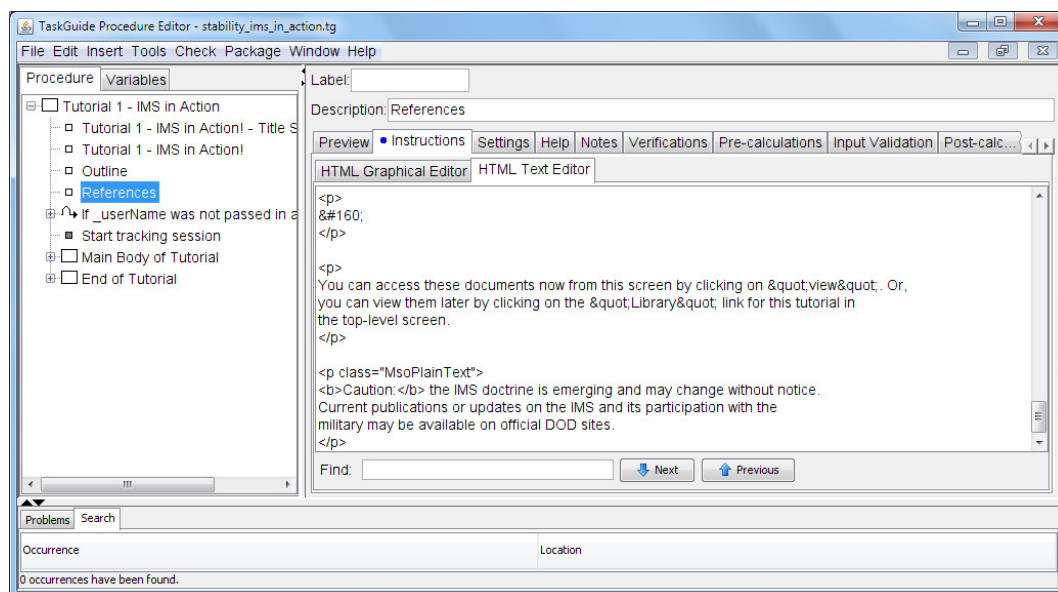 TaskGuide Procedure Editor - stability_ims_in_action.tg
File Edit Insert Tools Check Package Window Help
Procedure Variables
Tutorial 1 - IMS in Action
Tutorial 1 - IMS in Action! - Title S
Tutorial 1 - IMS in Action!
Outline
References
If _userName was not passed in a
Start tracking session
Main Body of Tutorial
End of Tutorial
Label:
Description: References
Preview Instructions Settings Help Notes Verifications Pre-calculations Input Validation Post-calc...
HTML Graphical Editor HTML Text Editor
<p>
&#160;
</p>
<p>
You can access these documents now from this screen by clicking on &quot;view&quot;. Or,
you can view them later by clicking on the &quot;Library&quot; link for this tutorial in
the top-level screen.
</p>
<p class="MsoPlainText">
<b>Caution:</b> the IMS doctrine is emerging and may change without notice.
Current publications or updates on the IMS and its participation with the
military may be available on official DOD sites.
</p>
Find: Next Previous
Problems Search
Occurrence Location
0 occurrences have been found.